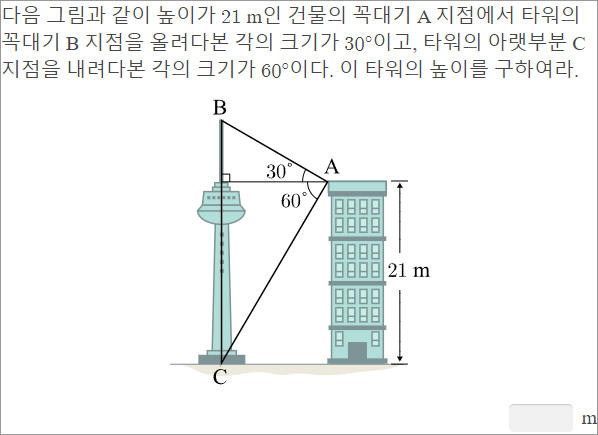 다음 그림과 같이 높이가 21 m인 건물의 꼭대기 A 지점에서 타워의
꼭대기 B 지점을 올려다본 각의 크기가 30°이고, 타워의 아랫부분 C
지점을 내려다본 각의 크기가 60°이다. 이 타워의 높이를 구하여라.
B
A
30°
60°
21 m
C
m